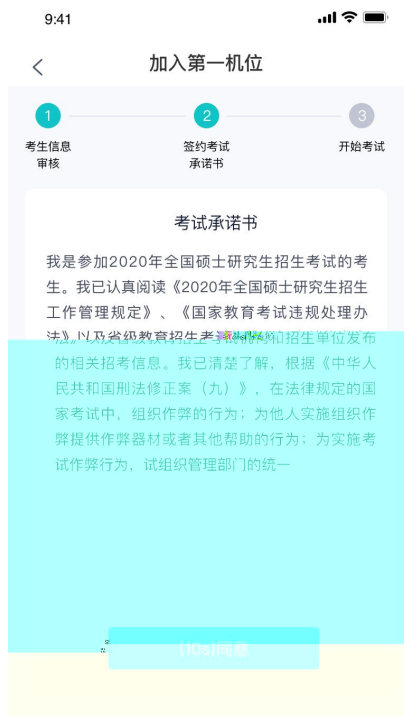 9:41
加入第一机位
1
2
3
考生信息
审核
签约考试
承诺书
开始考试
考试承诺书
我是参加2020年全国硕士研究生招生考试的考
生。我已认真阅读《2020年全国硕士研究生招生
工作管理规定》、《国家教育考试违规处理办
法》以及省级教育招生考试机构和招生单位发布
的相关招考信息。我已清楚了解，根据《中华人
民共和国刑法修正案（九）》，在法律规定的国
家考试中，组织作弊的行为；为他人实施组织作
弊提供作弊器材或者其他帮助的行为；为实施考
试作弊行为，试组织管理部门的统一
(10s)同意